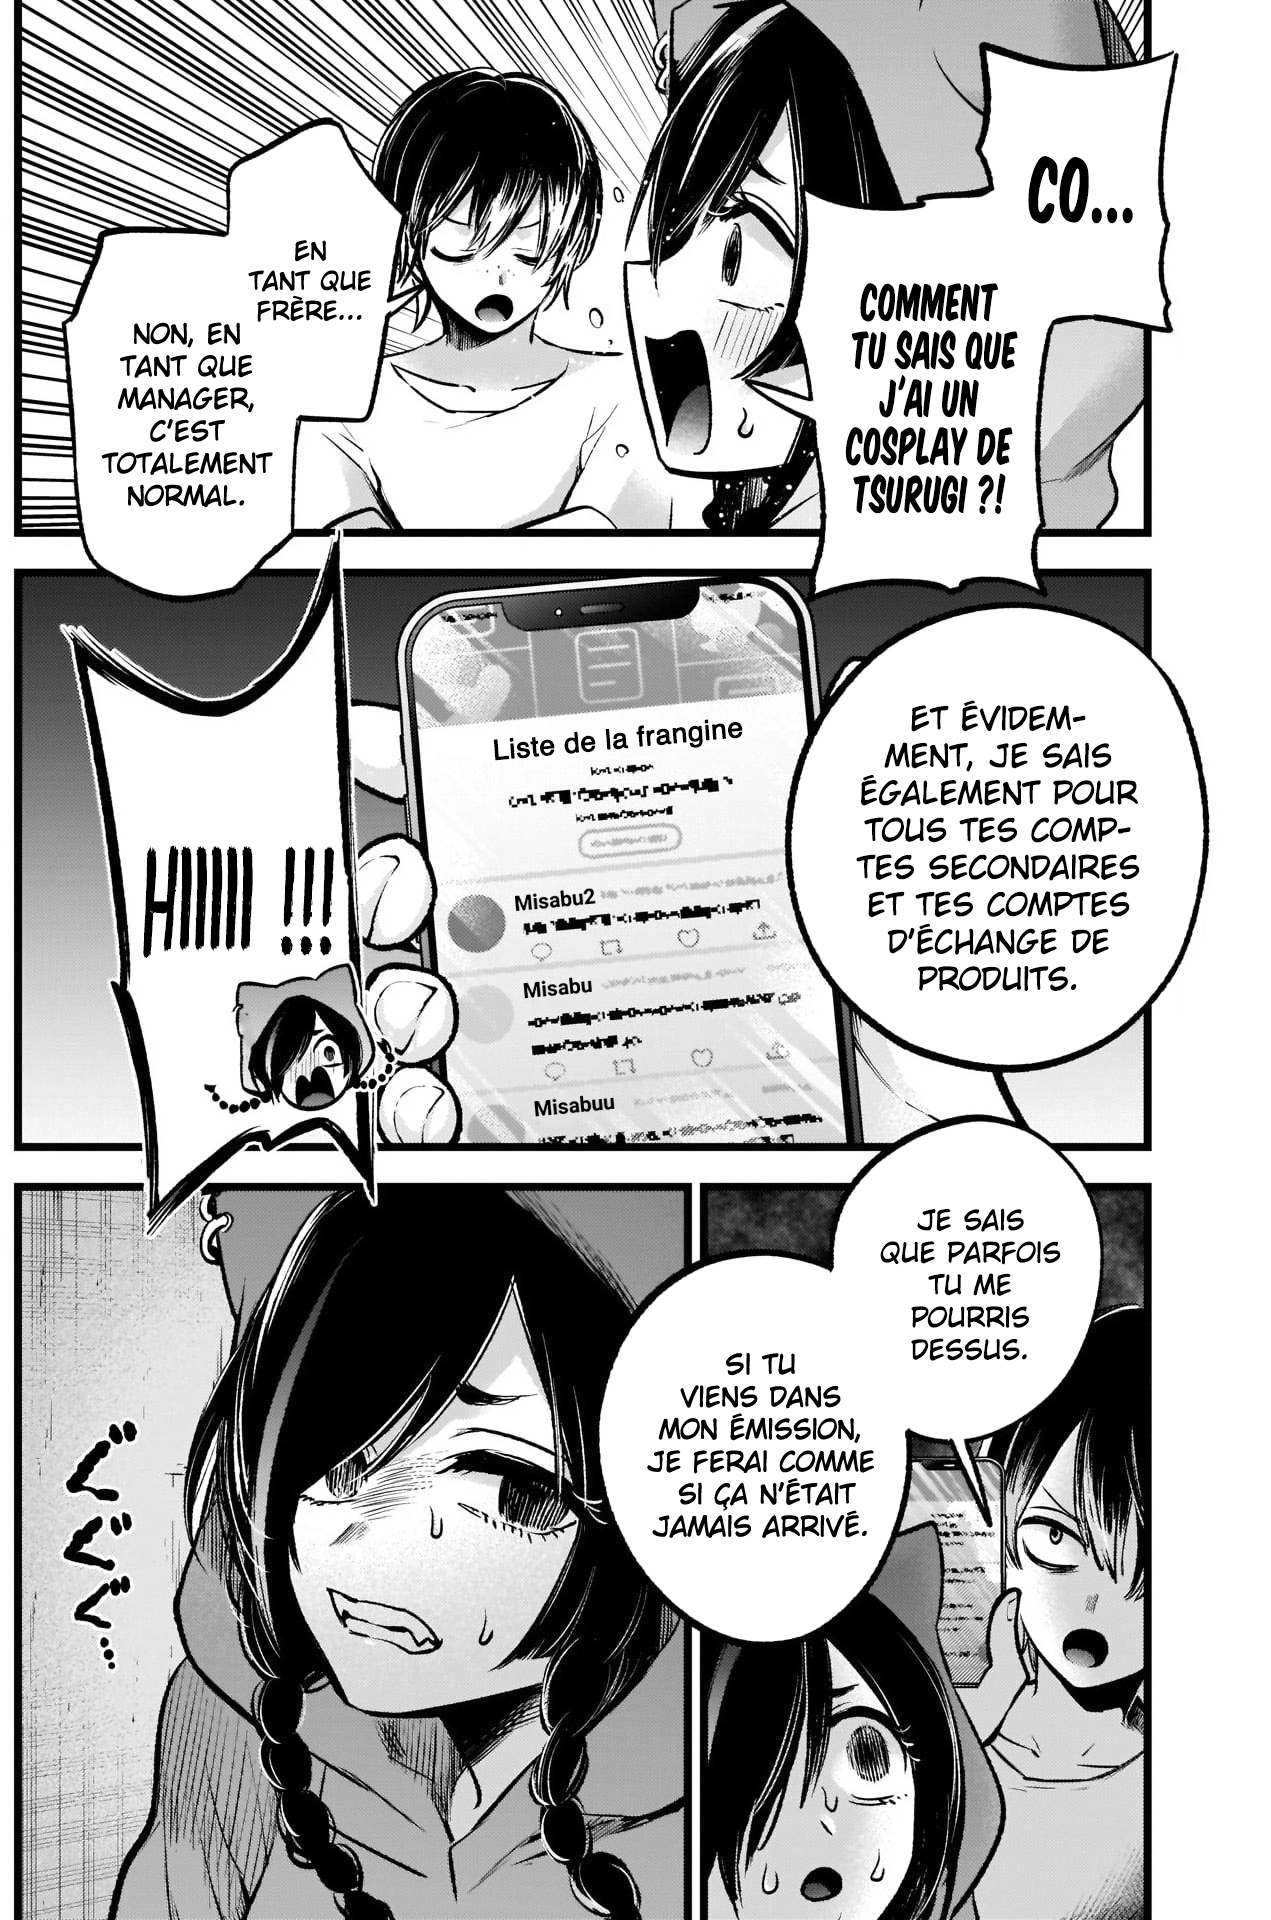 CO...
COMMENT
TU SAIS QUE
J'AI UN
COSPLAY DE
TSURUGI ?!
EN
TANT QUE
FRÈRE...
NON, EN
TANT QUE
MANAGER,
C'EST
TOTALEMENT
NORMAL.
ET ÉVIDEM-
MENT, JE SAIS
ÉGALEMENT POUR
TOUS TES COMP-
TES SECONDAIRES
ET TES COMPTES
D'ÉCHANGE DE
PRODUITS.
Liste de la frangine
Misabu2
Misabu
Misabuu
HIIIII !!!
JE SAIS
QUE PARFOIS
TU ME
POURRIS
DESSUS.
SI TU
VIENS DANS
MON ÉMISSION,
JE FERAI COMME
SI ÇA N'ÉTAIT
JAMAIS ARRIVÉ.
ぐぐぐ…